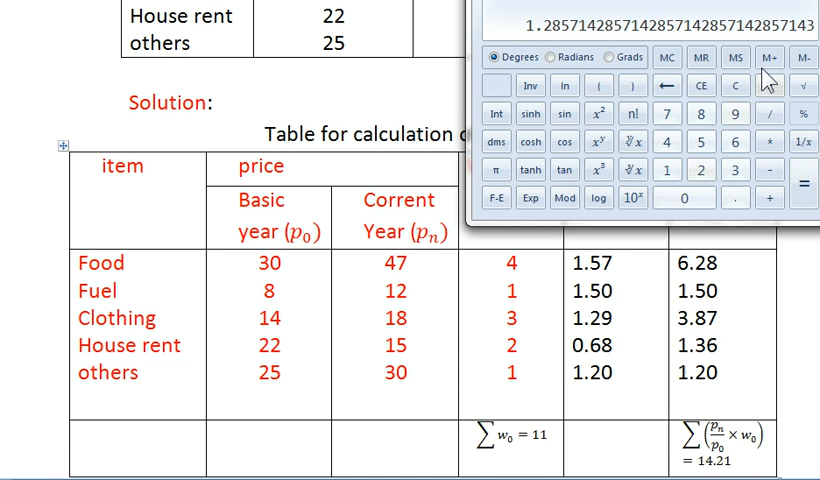 House rent 22
others 25
1.2857142857142857142857142857143
Degrees Radians Grads MC MR MS M+ M-
Inv ln ( ) ← CE C √
Int sinh sin x² n! 7 8 9 / %
dms cosh cos xʸ ʸ√x 4 5 6 * 1/x
π tanh tan x³ ³√x 1 2 3 - =
F-E Exp Mod log 10ˣ 0 . +
Solution:
Table for calculation
item price
Basic Corrent
year (p₀) Year (pₙ)
Food 30 47 4 1.57 6.28
Fuel 8 12 1 1.50 1.50
Clothing 14 18 3 1.29 3.87
House rent 22 15 2 0.68 1.36
others 25 30 1 1.20 1.20
∑ w₀ = 11 ∑ (pₙ/p₀ × w₀)
= 14.21